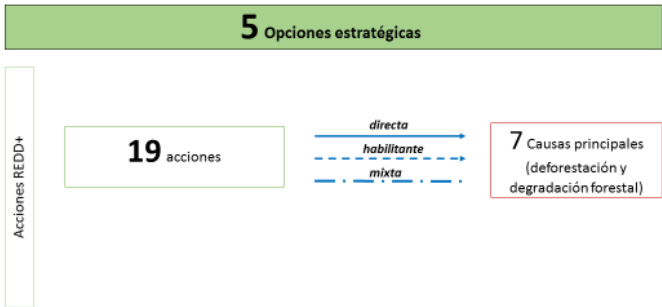 5 Opciones estratégicas
Acciones REDD+
19 acciones
directa
habilitante
mixta
7 Causas principales
(deforestación y
degradación forestal)